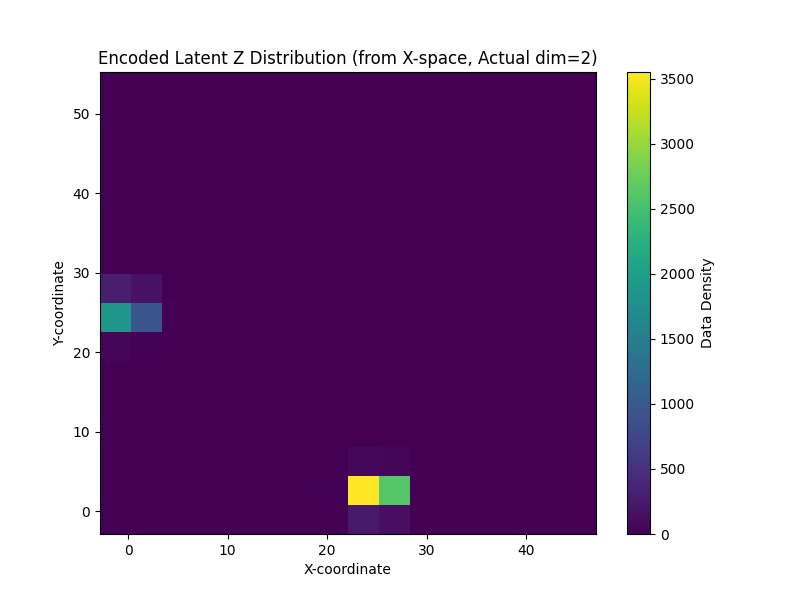 Encoded Latent Z Distribution (from X-space, Actual dim=2)
50
40
30
20
10
0
Y-coordinate
0 10 20 30 40
X-coordinate
3500
3000
2500
2000
1500
1000
500
0
Data Density